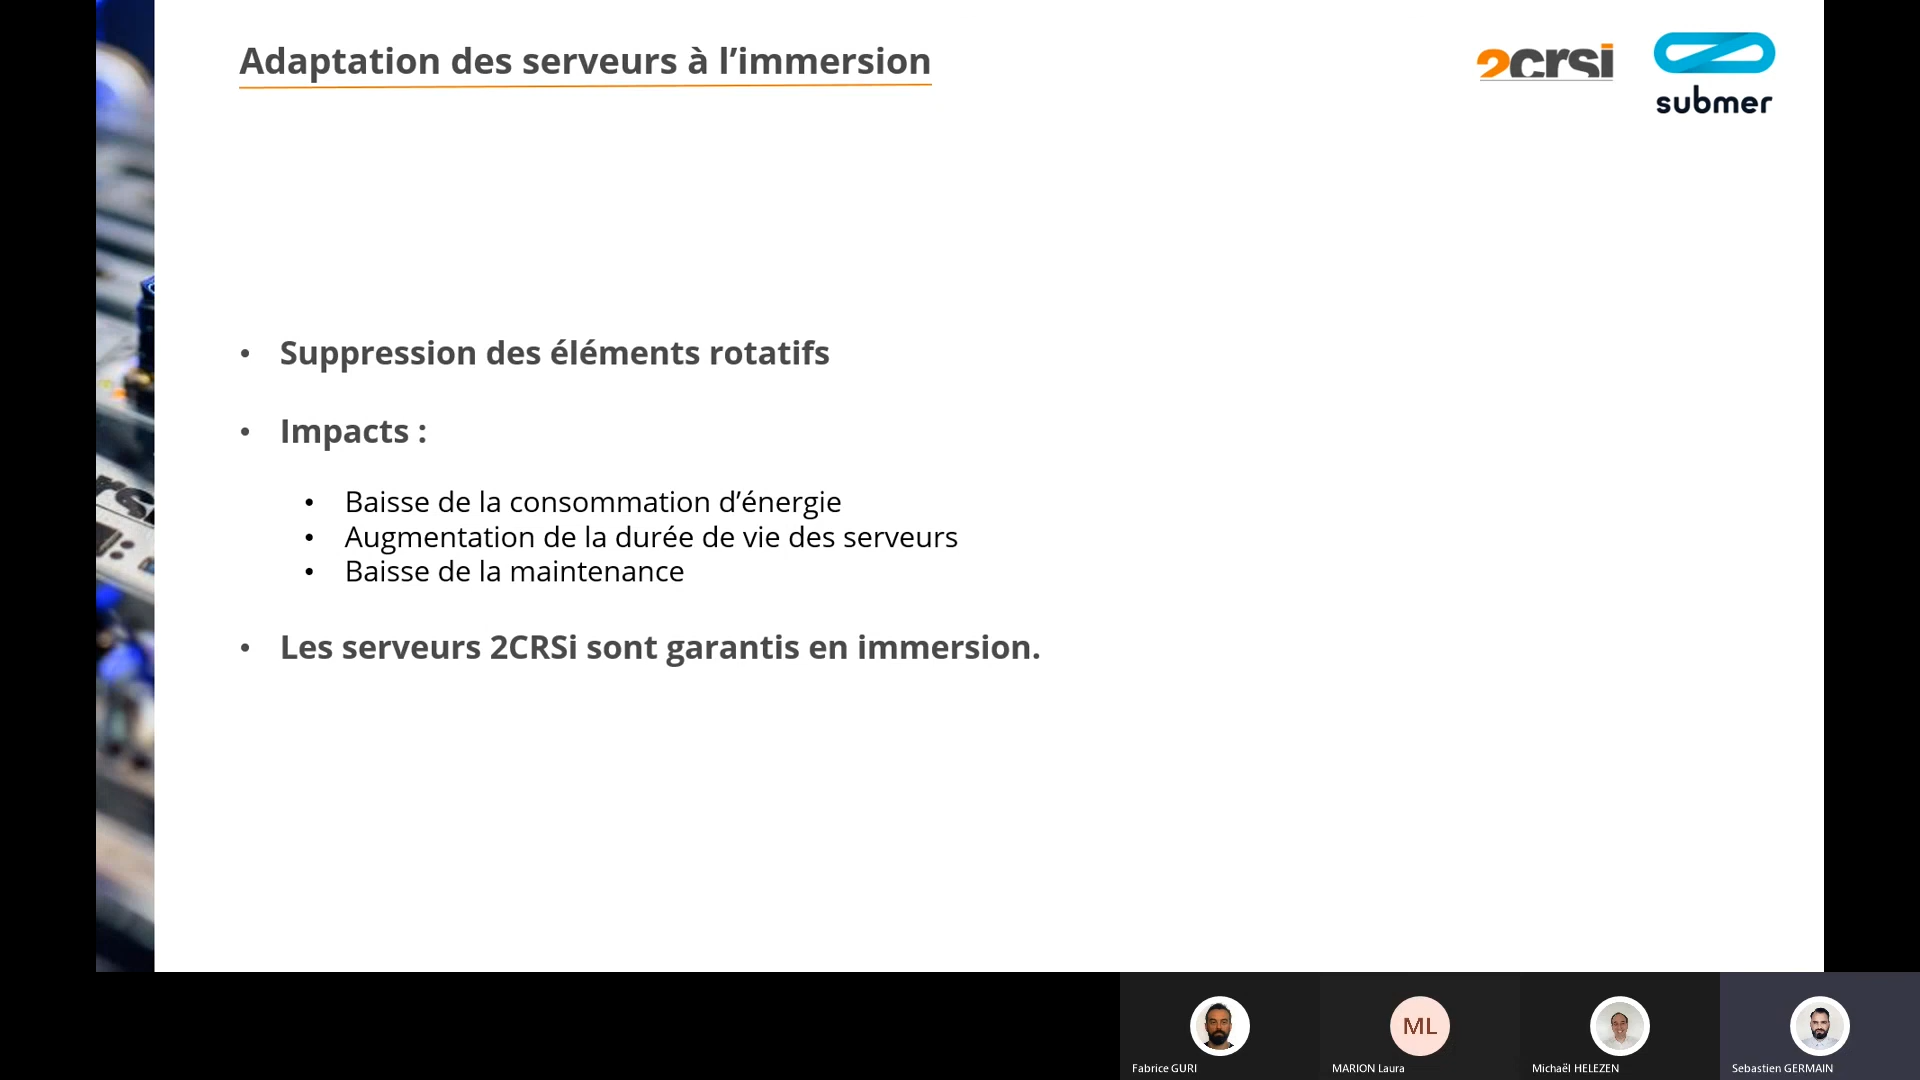 Adaptation des serveurs à l’immersion
2crsi
submer
• Suppression des éléments rotatifs
• Impacts :
• Baisse de la consommation d’énergie
• Augmentation de la durée de vie des serveurs
• Baisse de la maintenance
• Les serveurs 2CRSi sont garantis en immersion.
rs
ML
Fabrice GURI
MARION Laura
Michaël HELEZEN
Sebastien GERMAIN